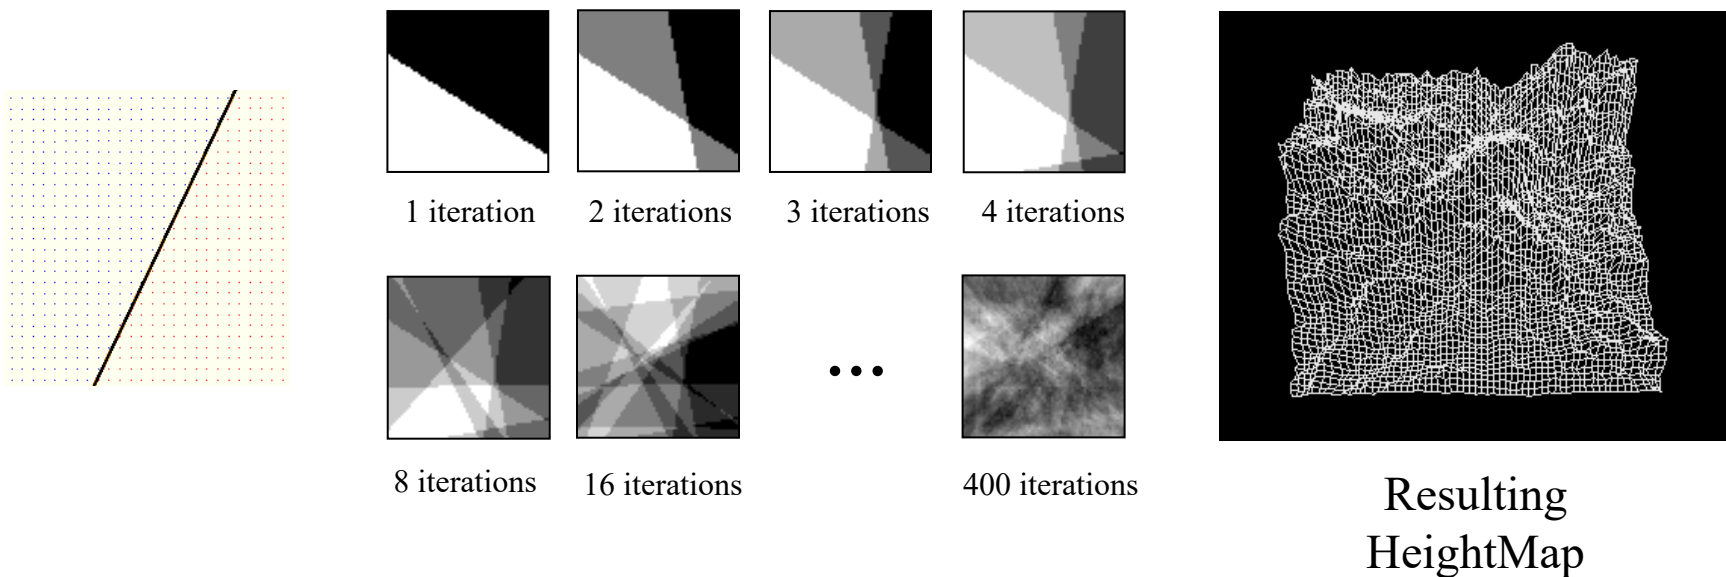 1 iteration
2 iterations
3 iterations
4 iterations
8 iterations
16 iterations
...
400 iterations
Resulting
HeightMap